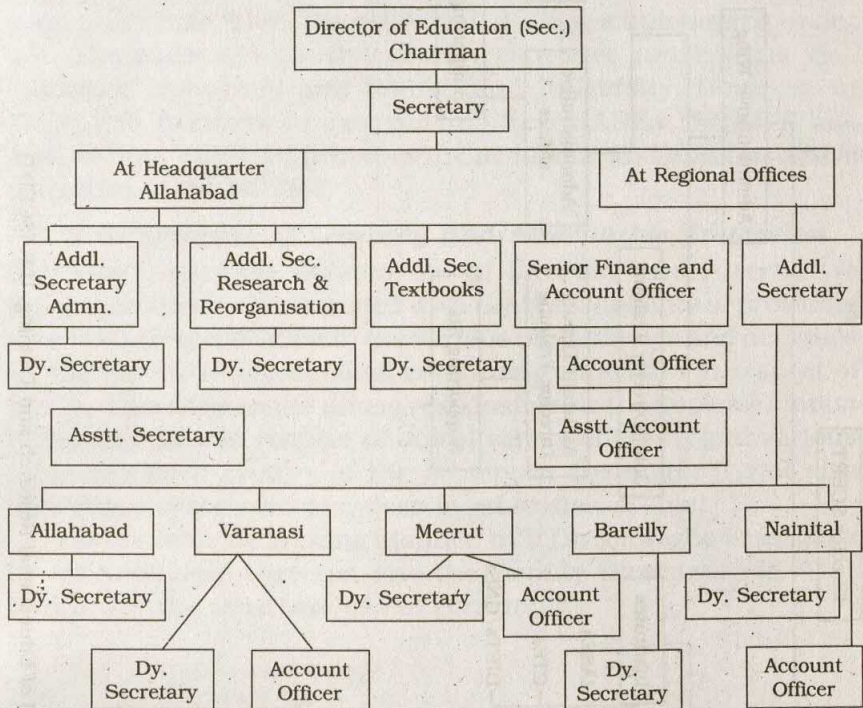 Director of Education (Sec.)
Chairman
Secretary
At Headquarter
Allahabad
At Regional Offices
Addl.
Secretary
Admn.
Addl. Sec.
Research &
Reorganisation
Addl. Sec.
Textbooks
Senior Finance and
Account Officer
Addl.
Secretary
Dy. Secretary
Dy. Secretary
Dy. Secretary
Account Officer
Asstt. Secretary
Asstt. Account
Officer
Allahabad
Varanasi
Meerut
Bareilly
Nainital
Dy. Secretary
Dy. Secretary
Account
Officer
Dy. Secretary
Dy.
Secretary
Account
Officer
Dy.
Secretary
Account
Officer